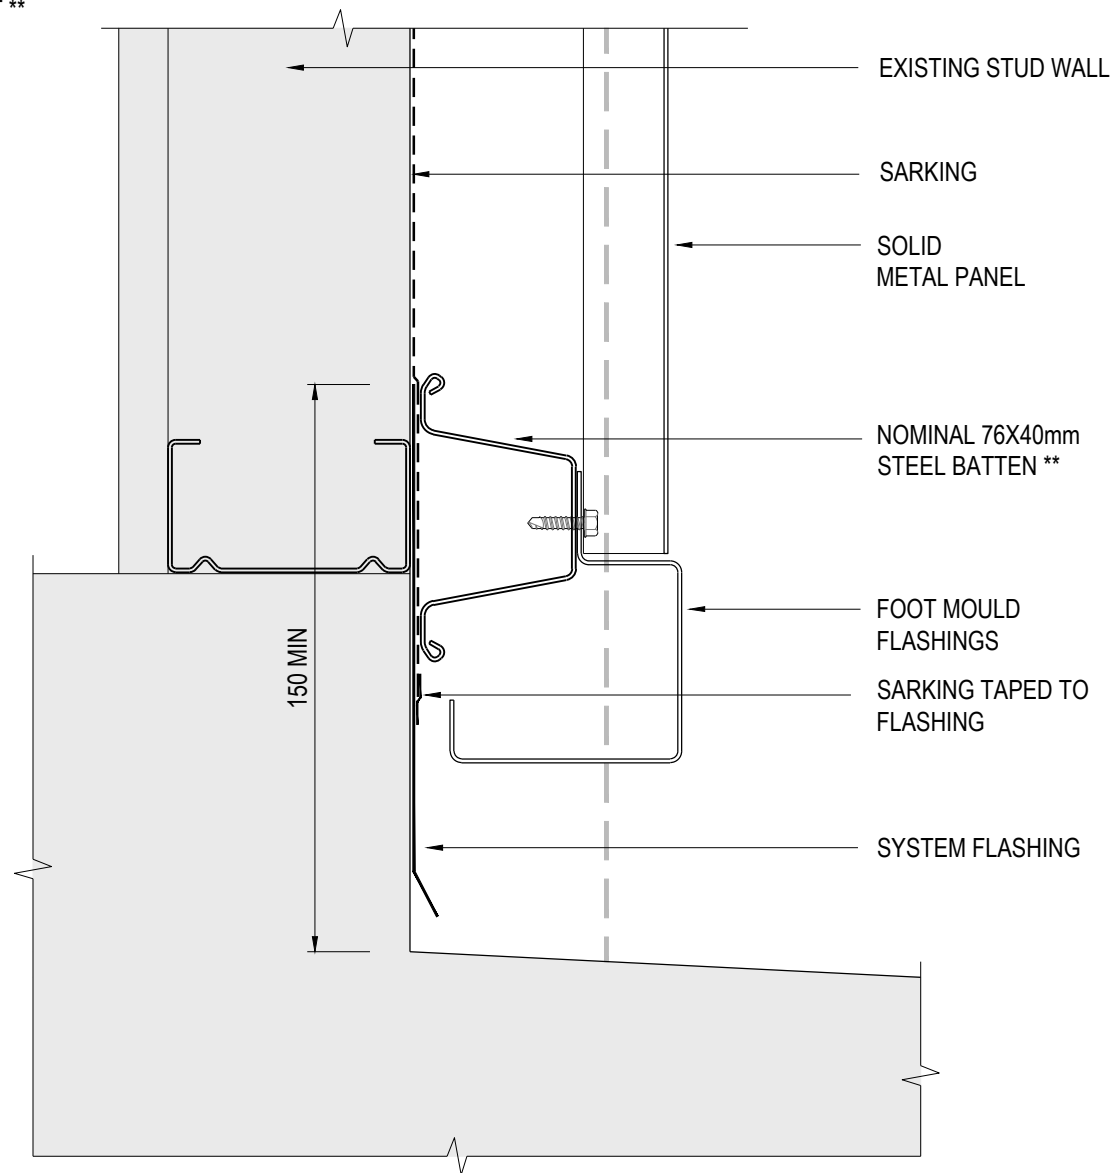 **
EXISTING STUD WALL
SARKING
SOLID
METAL PANEL
NOMINAL 76X40mm
STEEL BATTEN **
150 MIN
FOOT MOULD
FLASHINGS
SARKING TAPED TO
FLASHING
SYSTEM FLASHING